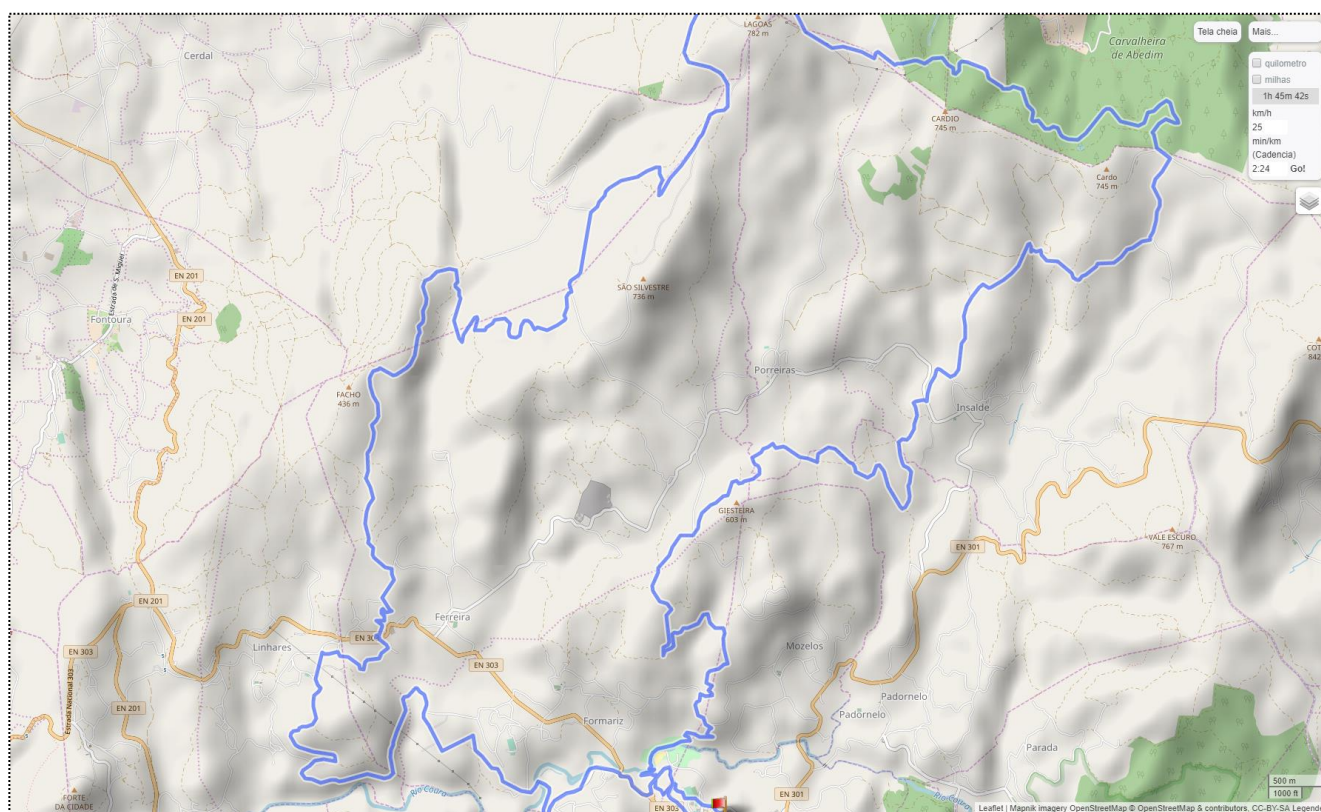 LAGOAS
782 m
Cerdal
Carvalheira
de Abedim
Tela cheia
Mais...
quilometro
milhas
1h 45m 42s
km/h
25
min/km
(Cadencia)
2:24 Go!
CARDIO
745 m
Cardo
745 m
Estrada de S. Miguel
EN 201
SÃO SILVESTRE
736 m
Fontoura
EN 201
COT
842
Porreiras
FACHO
436 m
Insalde
GIESTEIRA
603 m
VALE ESCURO
767 m
EN 301
EN 201
Ferreira
EN 303
Linhares
EN 303
EN 303
Mozelos
Estrada Nacional 303
EN 201
Formariz
Padornelo
Padornelo
Parada
FORTE
DA CIDADE
Rio Coura
EN 303
EN 301
Rio Coura
500 m
1000 ft
Leaflet | Mapnik imagery OpenStreetMap © OpenStreetMap & contributors, CC-BY-SA Legende